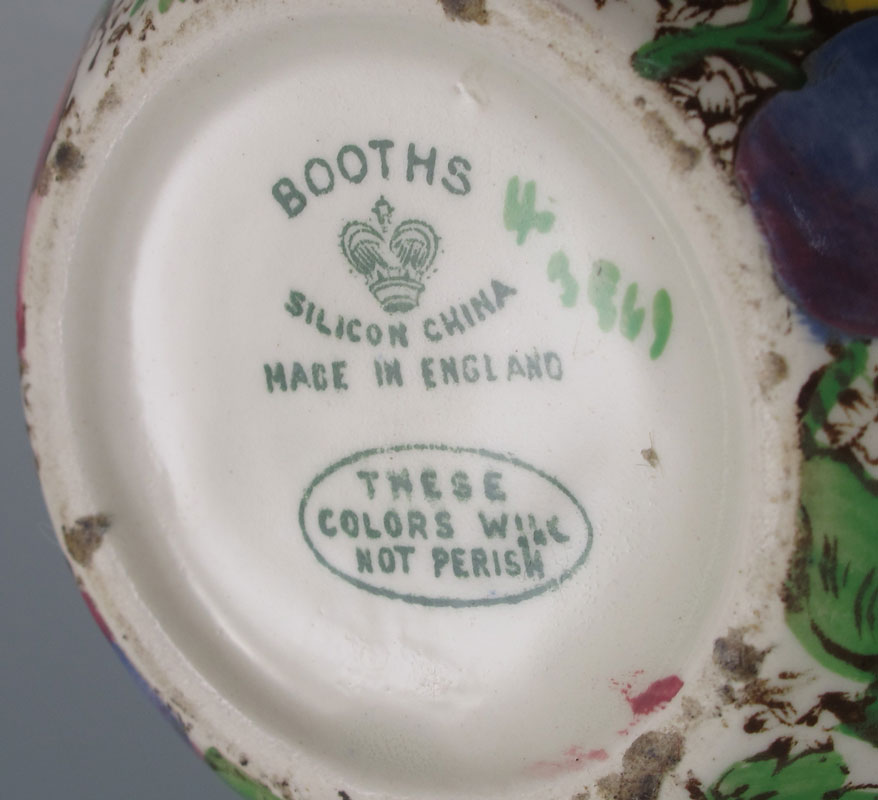 BOOTHS
SILICON CHINA
MADE IN ENGLAND
THESE
COLORS WILL
NOT PERISH